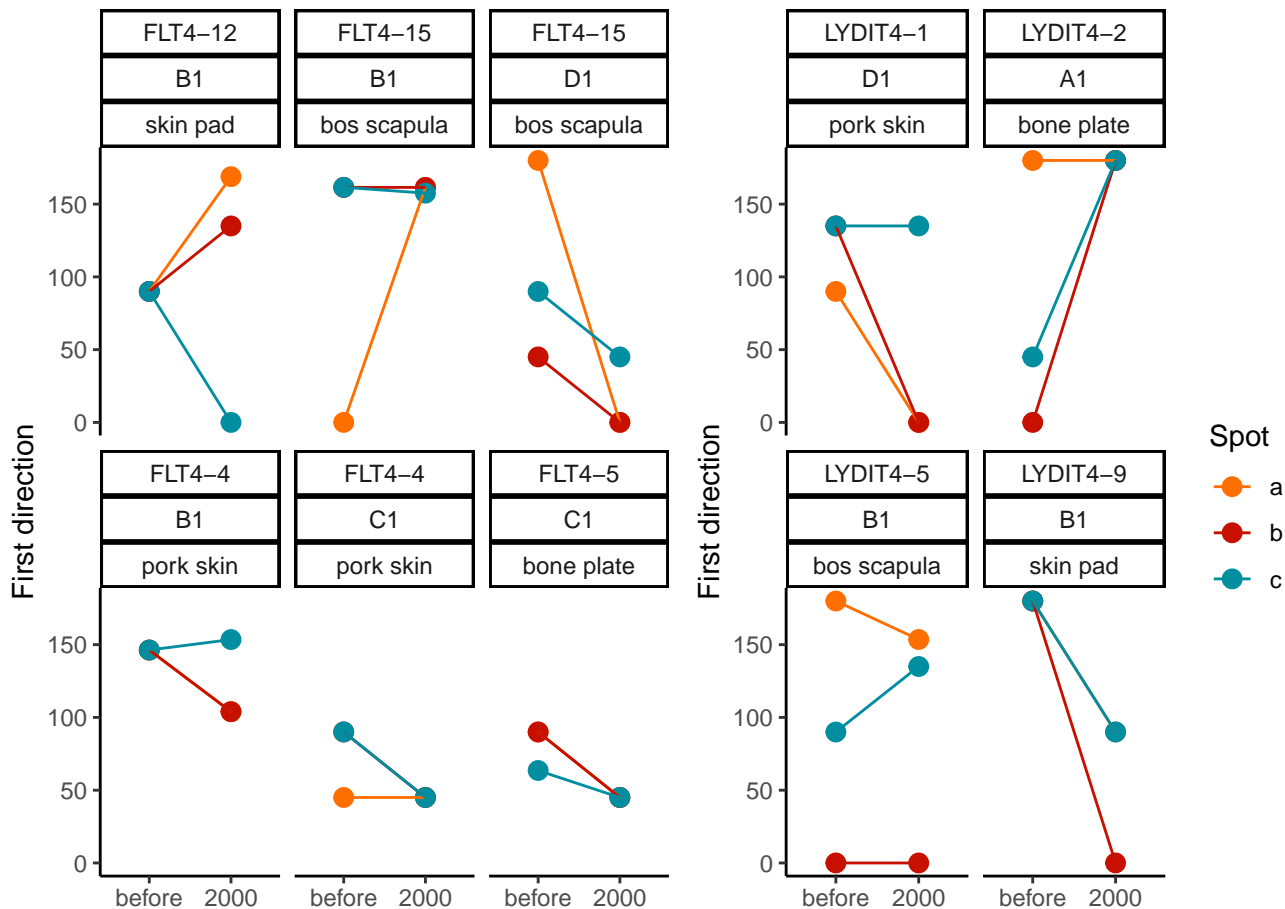 FLT4−12 FLT4−15 FLT4−15 LYDIT4−1 LYDIT4−2
B1 B1 D1 D1 A1
skin pad bos scapula bos scapula pork skin bone plate
150 150
100 100
50 50
0 0
First direction First direction
FLT4−4 FLT4−4 FLT4−5 LYDIT4−5 LYDIT4−9
B1 C1 C1 B1 B1
pork skin pork skin bone plate bos scapula skin pad
150 150
100 100
50 50
0 0
before 2000 before 2000 before 2000 before 2000 before 2000
Spot
a
b
c